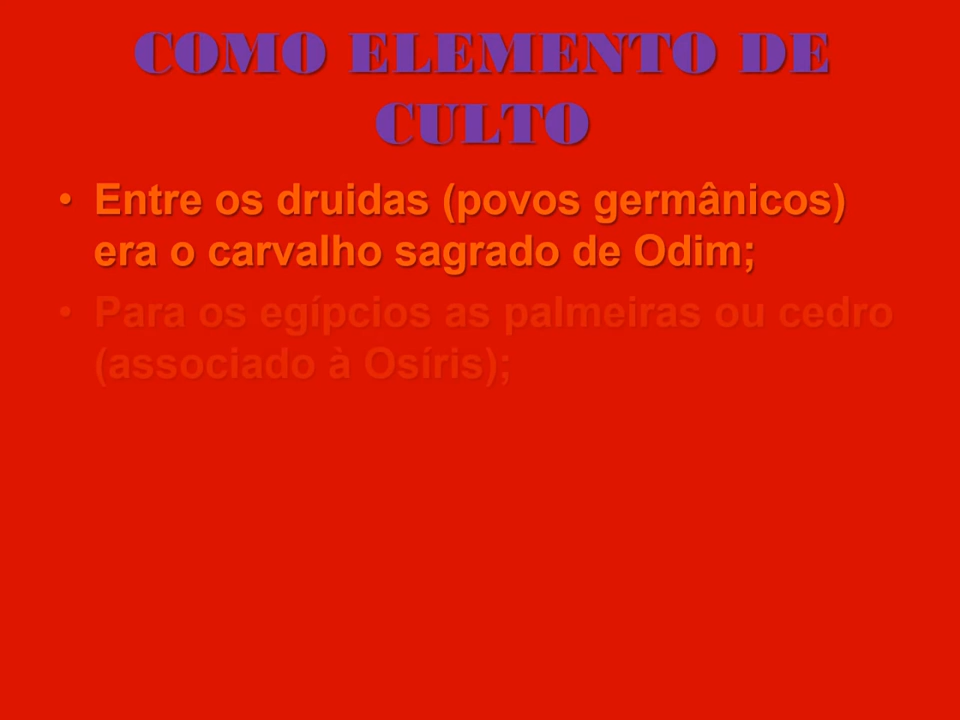 COMO ELEMENTO DE
CULTO
• Entre os druidas (povos germânicos)
era o carvalho sagrado de Odim;
• Para os egípcios as palmeiras ou cedro
(associado à Osíris);